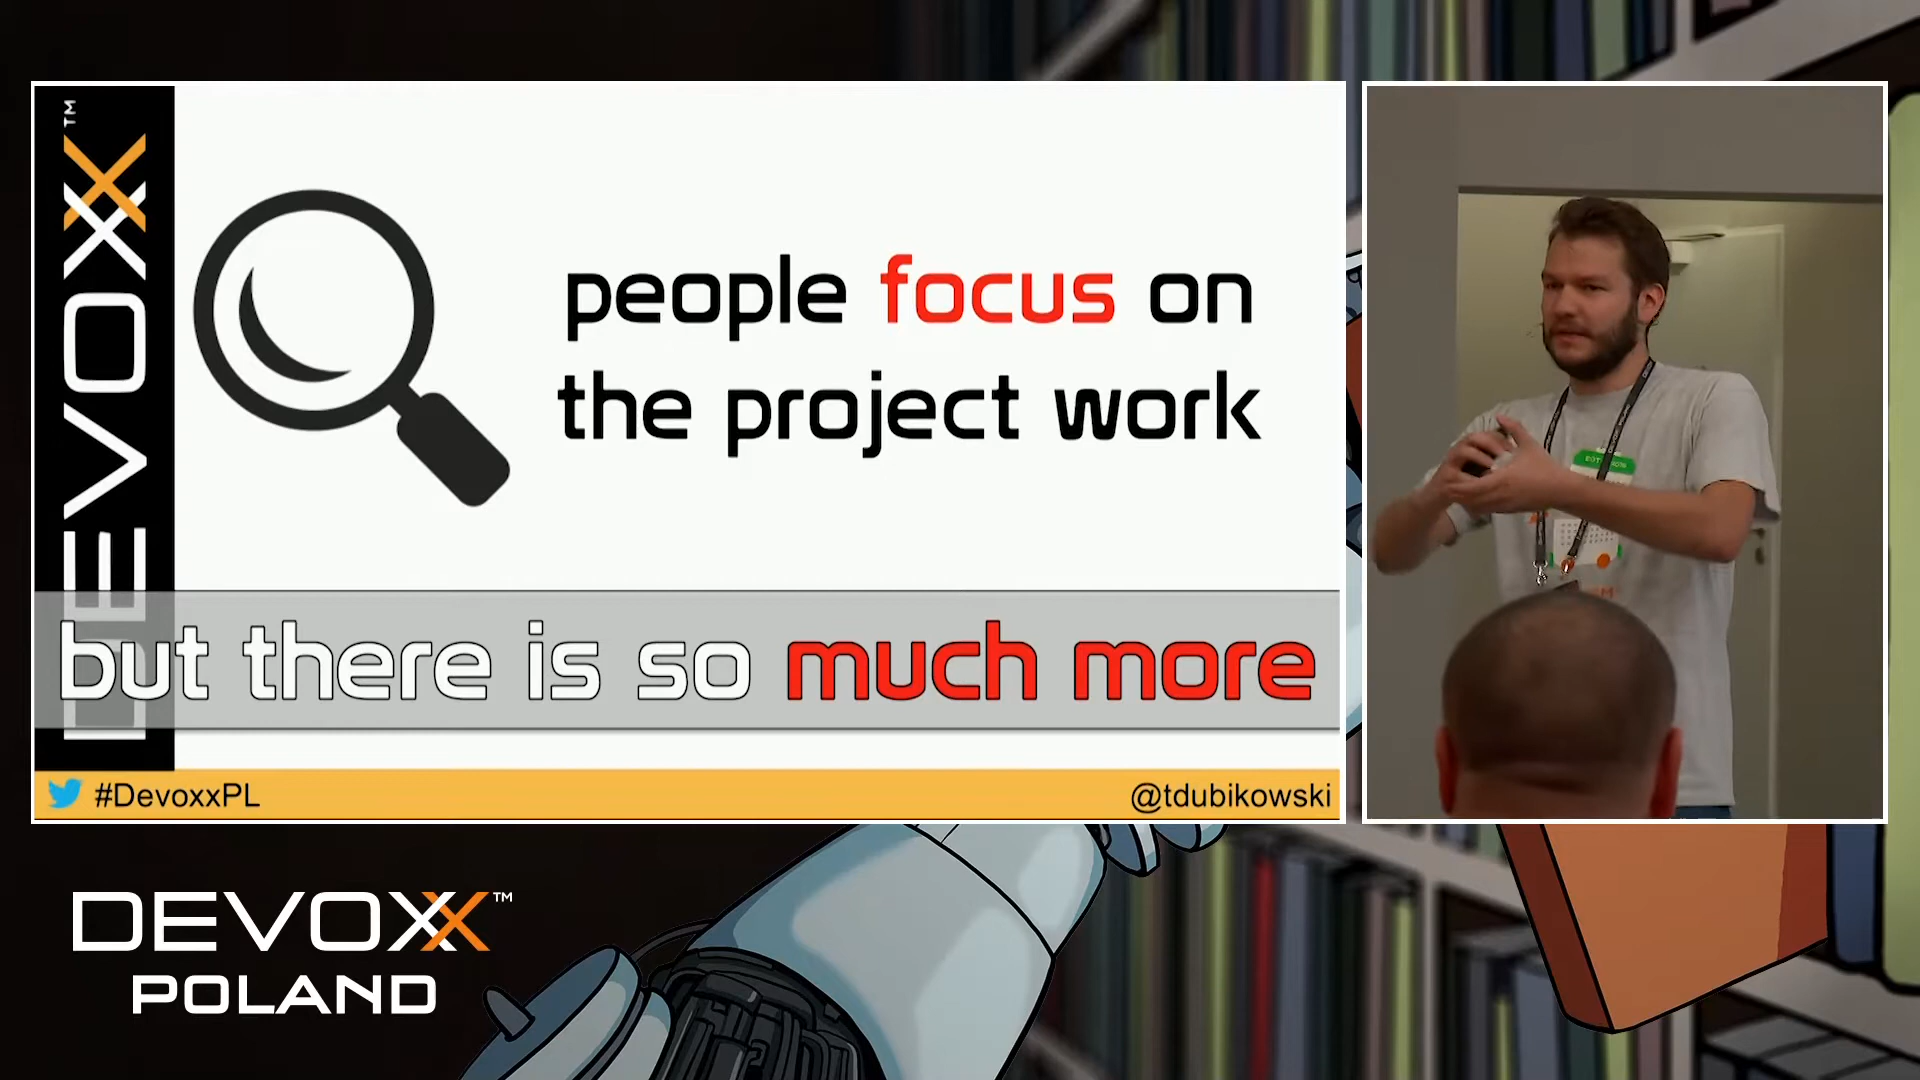 DEVOXX™
people focus on
the project work
but there is so much more
#DevoxxPL
@tdubikowski
DEVOXX™
POLAND